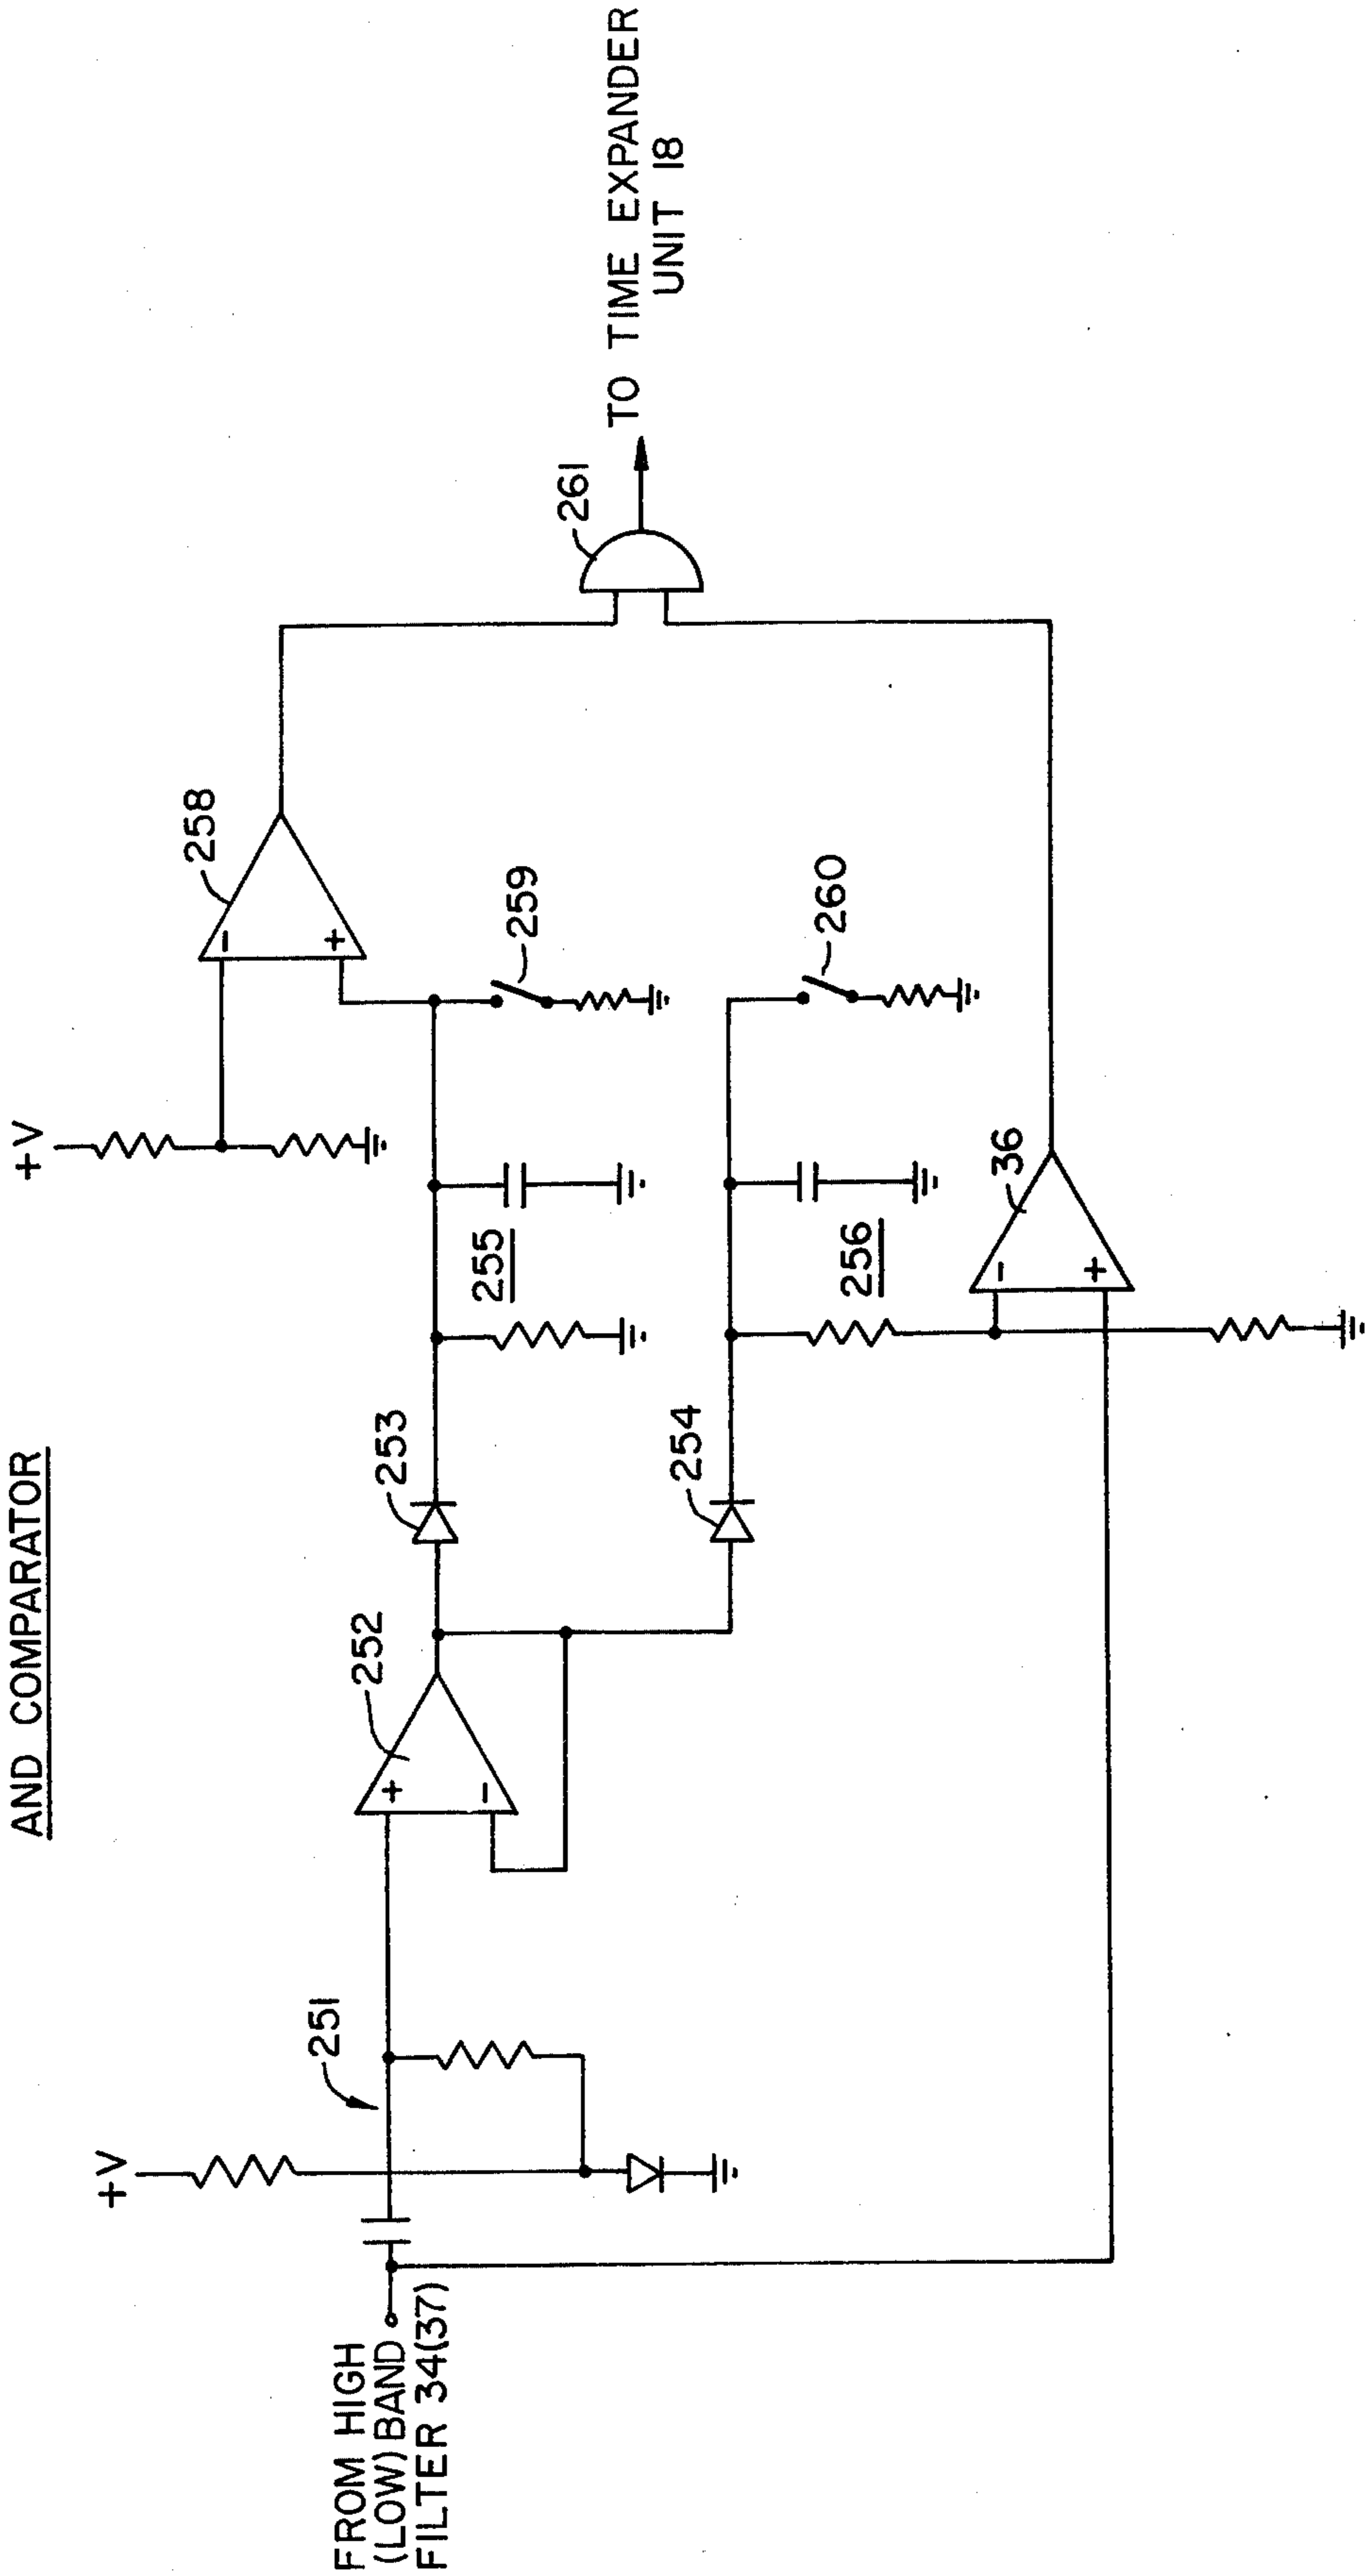 AND COMPARATOR
+V
258
-
+
259
TO TIME EXPANDER
UNIT 18
261
253
255
254
256
260
36
-
+
252
+
-
251
+V
FROM HIGH
(LOW) BAND
FILTER 34(37)